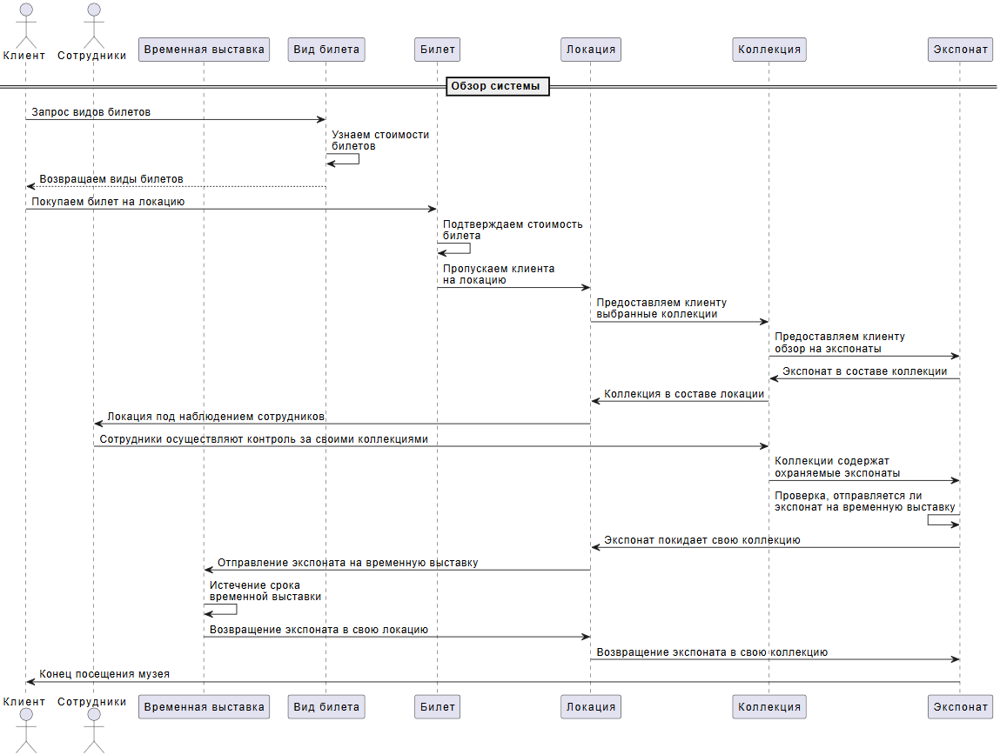 Клиент
Сотрудники
Временная выставка
Вид билета
Билет
Локация
Коллекция
Экспонат
Обзор системы
Запрос видов билетов
Узнаем стоимости
билетов
Возвращаем виды билетов
Покупаем билет на локацию
Подтверждаем стоимость
билета
Пропускаем клиента
на локацию
Предоставляем клиенту
выбранные коллекции
Предоставляем клиенту
обзор на экспонаты
Экспонат в составе коллекции
Коллекция в составе локации
Локация под наблюдением сотрудников
Сотрудники осуществляют контроль за своими коллекциями
Коллекции содержат
охраняемые экспонаты
Проверка, отправляется ли
экспонат на временную выставку
Экспонат покидает свою коллекцию
Отправление экспоната на временную выставку
Истечение срока
временной выставки
Возвращение экспоната в свою локацию
Возвращение экспоната в свою коллекцию
Конец посещения музея
Клиент
Сотрудники
Временная выставка
Вид билета
Билет
Локация
Коллекция
Экспонат